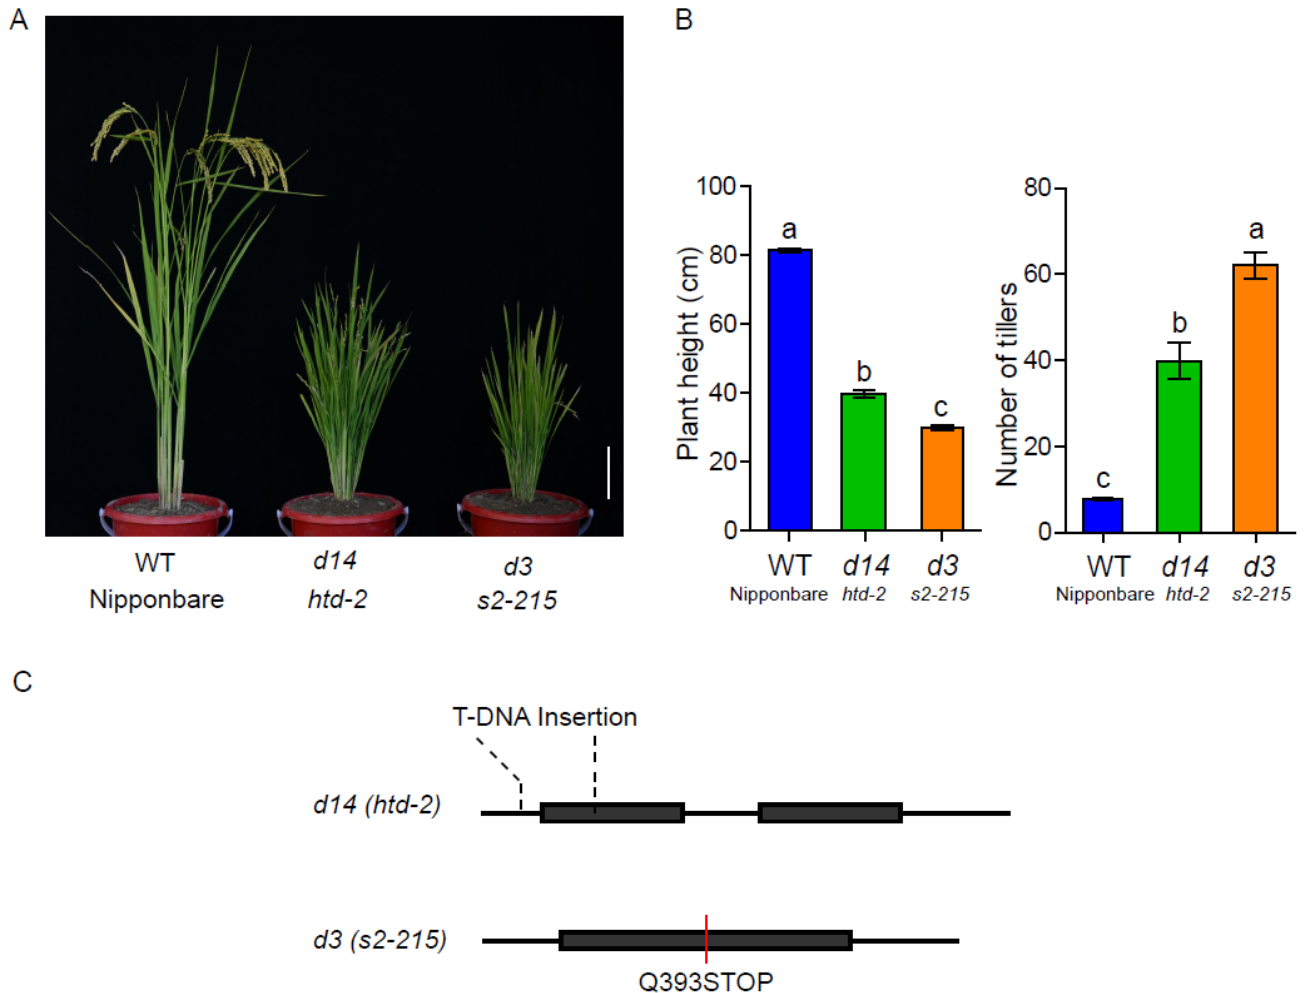 A
B
WT
Nipponbare
d14
htd-2
d3
s2-215
Plant height (cm)
100
80
60
40
20
0
a
b
c
WT
Nipponbare
d14
htd-2
d3
s2-215
Number of tillers
80
60
40
20
0
c
b
a
WT
Nipponbare
d14
htd-2
d3
s2-215
C
T-DNA Insertion
d14 (htd-2)
d3 (s2-215)
Q393STOP